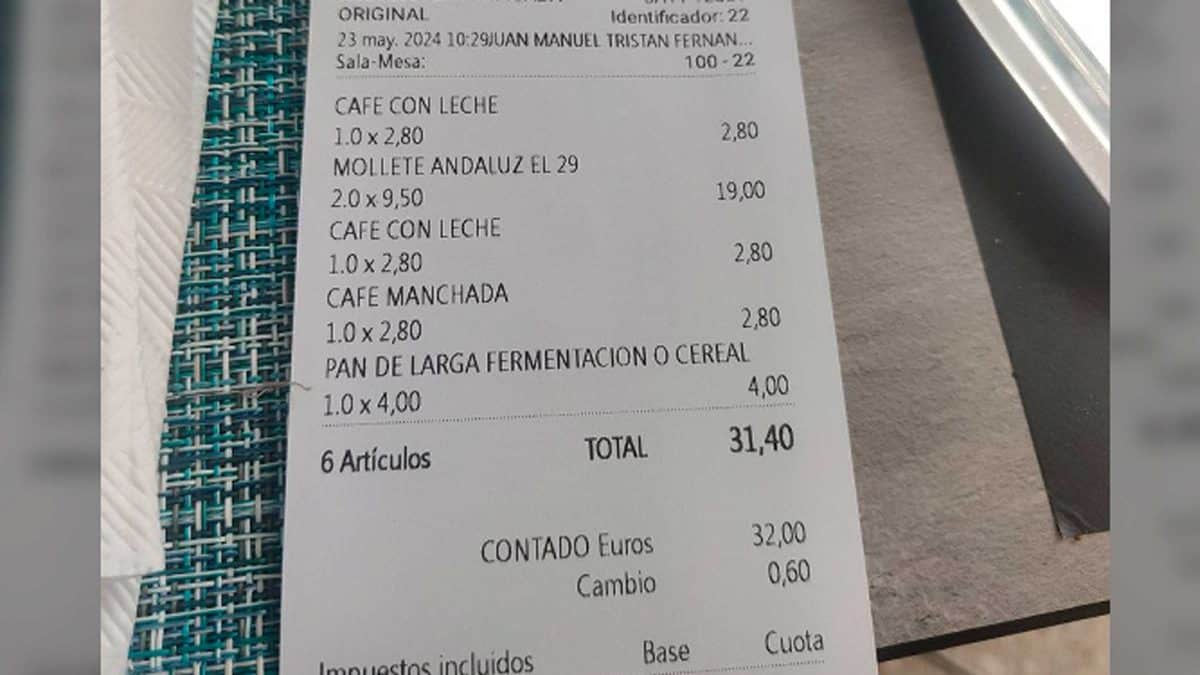 ORIGINAL Identificador: 22
23 may. 2024 10:29JUAN MANUEL TRISTAN FERNAN...
Sala-Mesa: 100 - 22
CAFE CON LECHE
1.0 x 2,80 2,80
MOLLETE ANDALUZ EL 29
2.0 x 9,50 19,00
CAFE CON LECHE
1.0 x 2,80 2,80
CAFE MANCHADA
1.0 x 2,80 2,80
PAN DE LARGA FERMENTACION O CEREAL
1.0 x 4,00 4,00
6 Artículos TOTAL 31,40
CONTADO Euros 32,00
Cambio 0,60
Impuestos incluidos Base Cuota